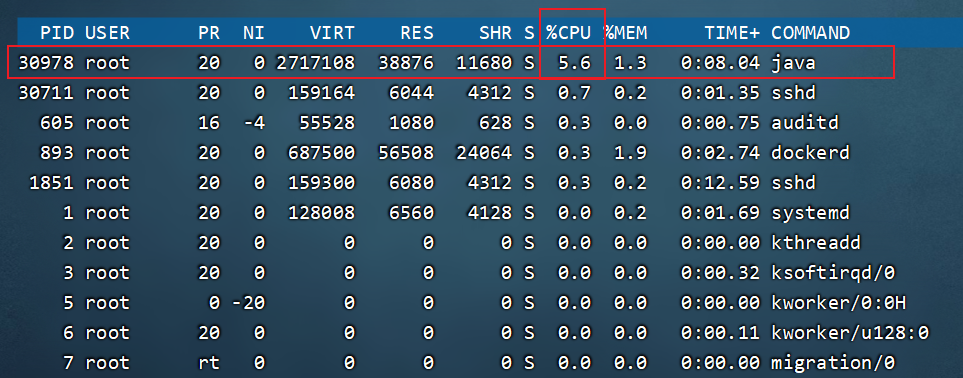 PID USER PR NI VIRT RES SHR S %CPU %MEM TIME+ COMMAND
30978 root 20 0 2717108 38876 11680 S 5.6 1.3 0:08.04 java
30711 root 20 0 159164 6044 4312 S 0.7 0.2 0:01.35 sshd
605 root 16 -4 55528 1080 628 S 0.3 0.0 0:00.75 auditd
893 root 20 0 687500 56508 24064 S 0.3 1.9 0:02.74 dockerd
1851 root 20 0 159300 6080 4312 S 0.3 0.2 0:12.59 sshd
1 root 20 0 128008 6560 4128 S 0.0 0.2 0:01.69 systemd
2 root 20 0 0 0 0 S 0.0 0.0 0:00.00 kthreadd
3 root 20 0 0 0 0 S 0.0 0.0 0:00.32 ksoftirqd/0
5 root 0 -20 0 0 0 S 0.0 0.0 0:00.00 kworker/0:0H
6 root 20 0 0 0 0 S 0.0 0.0 0:00.11 kworker/u128:0
7 root rt 0 0 0 0 S 0.0 0.0 0:00.00 migration/0